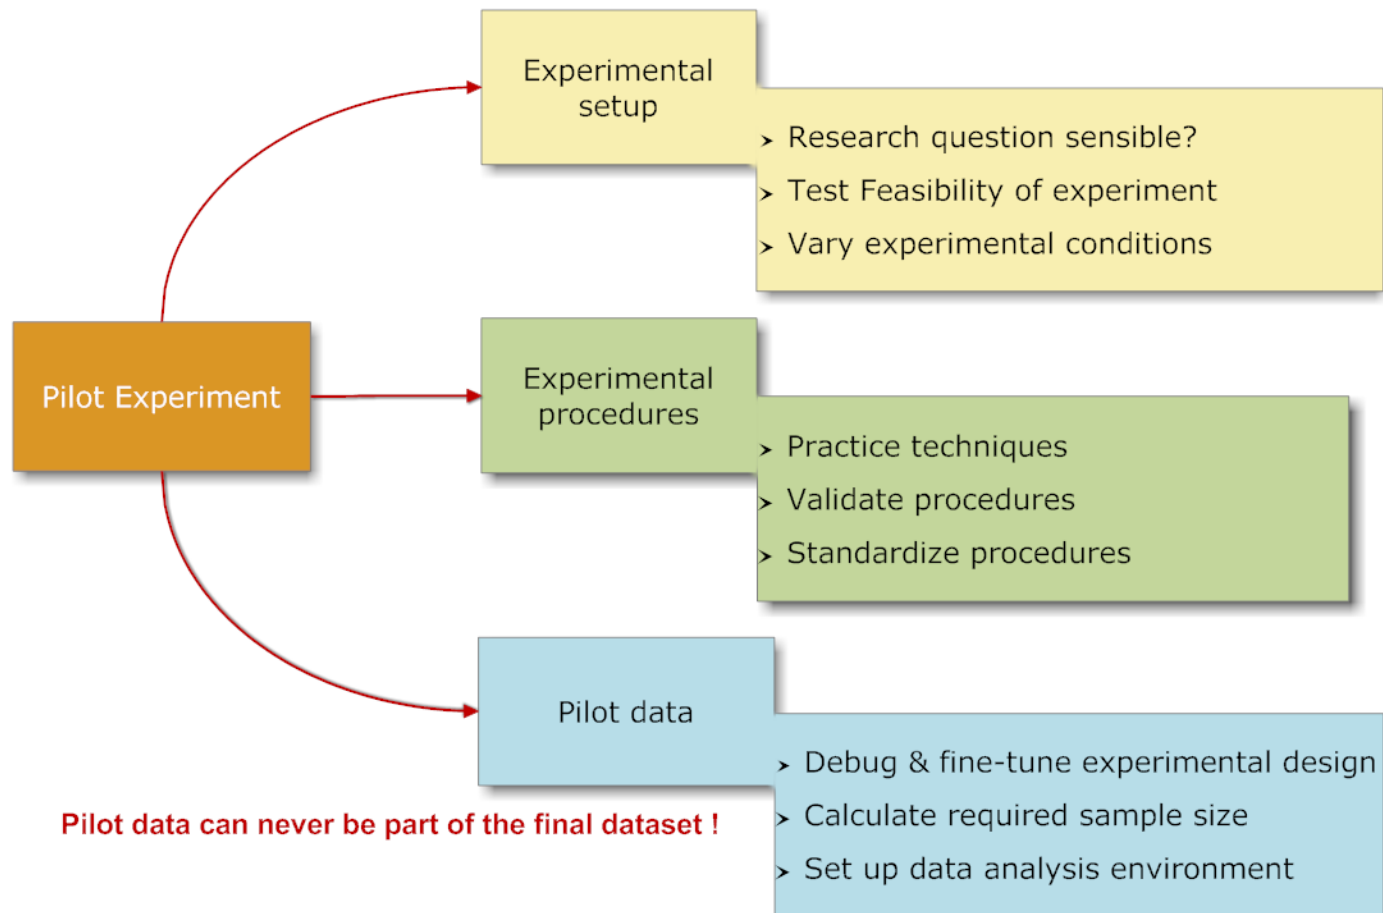 Experimental
setup
➤ Research question sensible?
➤ Test Feasibility of experiment
➤ Vary experimental conditions
Pilot Experiment
Experimental
procedures
➤ Practice techniques
➤ Validate procedures
➤ Standardize procedures
Pilot data
➤ Debug & fine-tune experimental design
➤ Calculate required sample size
➤ Set up data analysis environment
Pilot data can never be part of the final dataset !